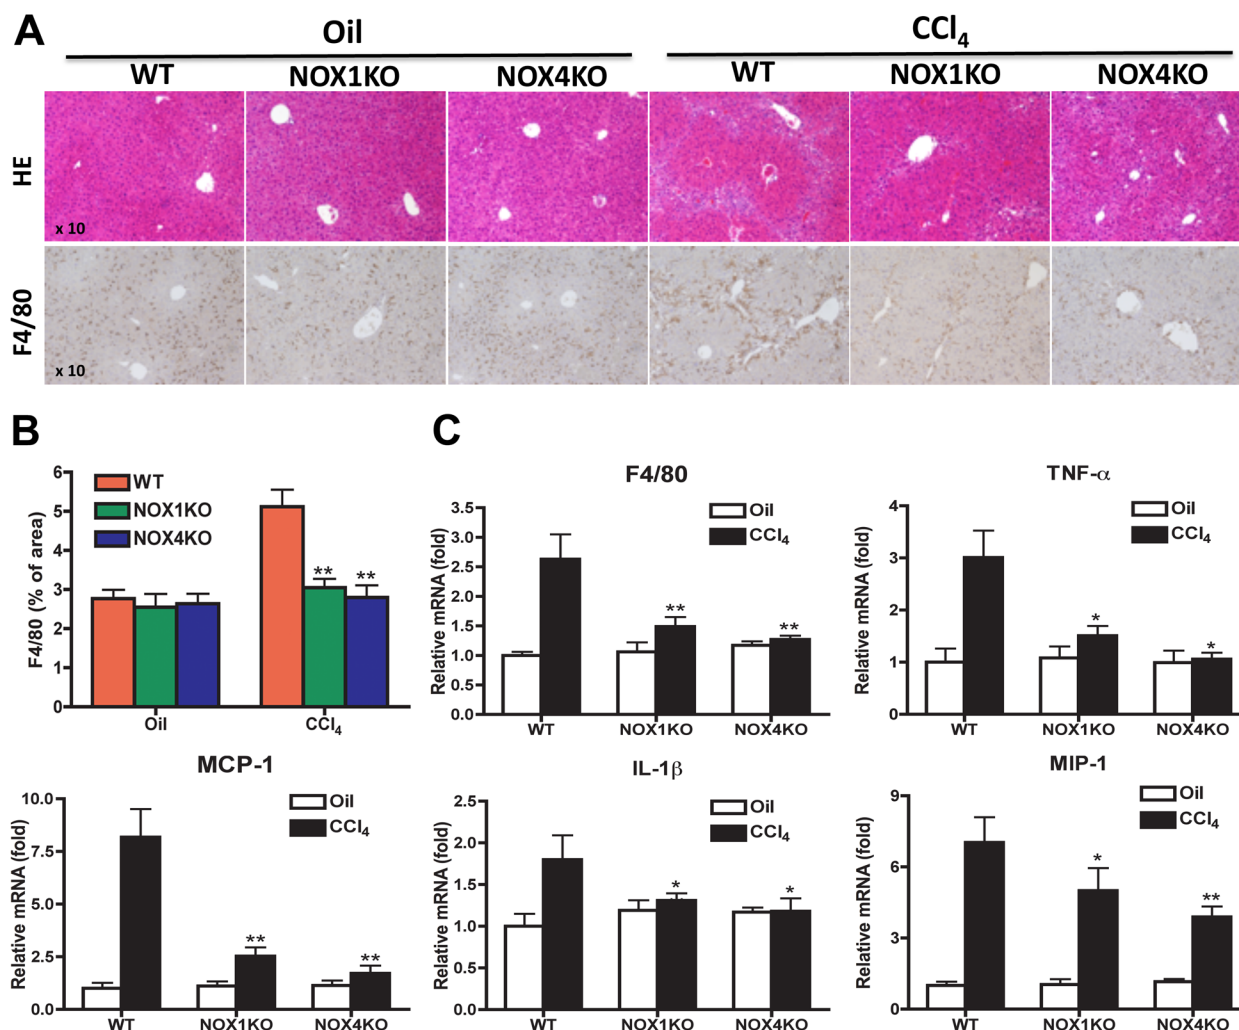 A
Oil
CCl4
WT
NOX1KO
NOX4KO
WT
NOX1KO
NOX4KO
HE
x 10
F4/80
x 10
B
F4/80 (% of area)
6
5
4
3
2
1
0
WT
NOX1KO
NOX4KO
**
**
Oil
CCl4
C
F4/80
Relative mRNA (fold)
3.5
3.0
2.5
2.0
1.5
1.0
0.5
0.0
Oil
CCl4
**
**
WT
NOX1KO
NOX4KO
TNF-α
Relative mRNA (fold)
4
3
2
1
0
Oil
CCl4
*
*
WT
NOX1KO
NOX4KO
MCP-1
Relative mRNA (fold)
10.0
7.5
5.0
2.5
0.0
Oil
CCl4
**
**
WT
NOX1KO
NOX4KO
IL-1β
Relative mRNA (fold)
2.5
2.0
1.5
1.0
0.5
0.0
Oil
CCl4
*
*
WT
NOX1KO
NOX4KO
MIP-1
Relative mRNA (fold)
9
6
3
0
Oil
CCl4
*
**
WT
NOX1KO
NOX4KO